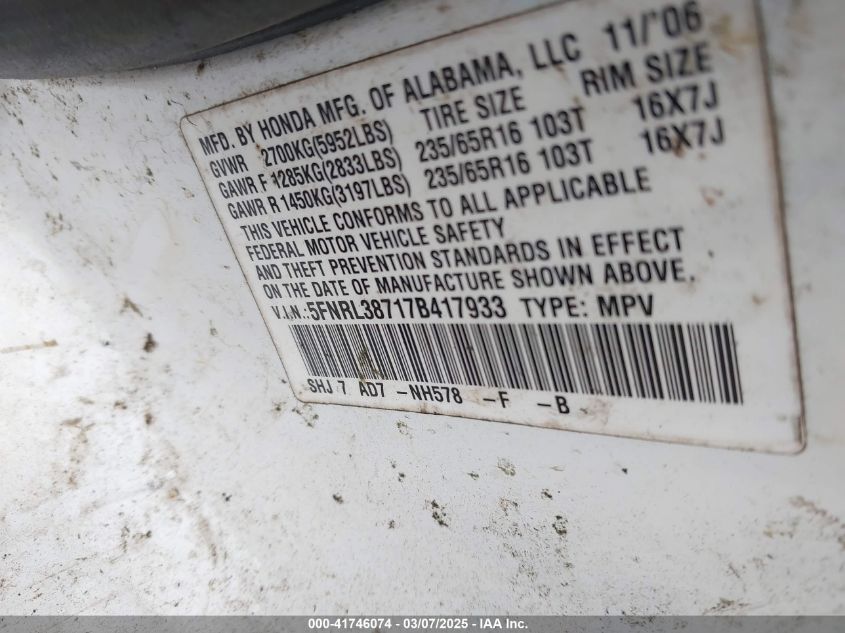 MFD. BY HONDA MFG. OF ALABAMA, LLC 11/'06
GVWR 2700KG(5952LBS) TIRE SIZE RIM SIZE
GAWR F 1285KG(2833LBS) 235/65R16 103T 16X7J
GAWR R 1450KG(3197LBS) 235/65R16 103T 16X7J
THIS VEHICLE CONFORMS TO ALL APPLICABLE
FEDERAL MOTOR VEHICLE SAFETY
AND THEFT PREVENTION STANDARDS IN EFFECT
ON THE DATE OF MANUFACTURE SHOWN ABOVE.
V.I.N.:5FNRL38717B417933 TYPE: MPV
SHJ 7 AD7 -NH578 -F -B
000-41746074 - 03/07/2025 - IAA Inc.